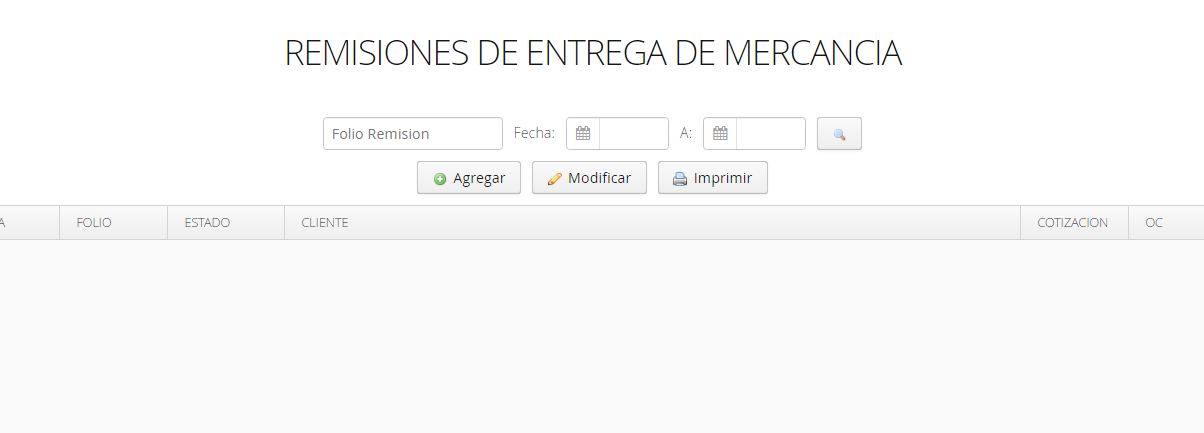 REMISIONES DE ENTREGA DE MERCANCIA
Folio Remision Fecha: A:
Agregar Modificar Imprimir
A FOLIO ESTADO CLIENTE COTIZACION OC